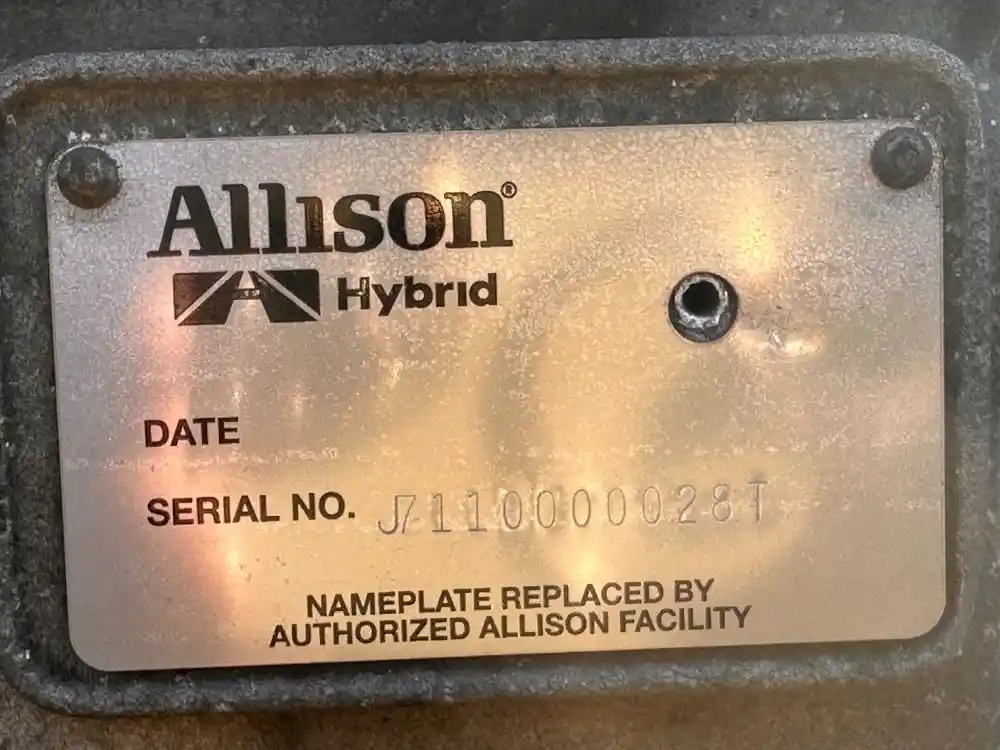 Allison®
Hybrid
DATE
SERIAL NO. J7110000028T
NAMEPLATE REPLACED BY
AUTHORIZED ALLISON FACILITY